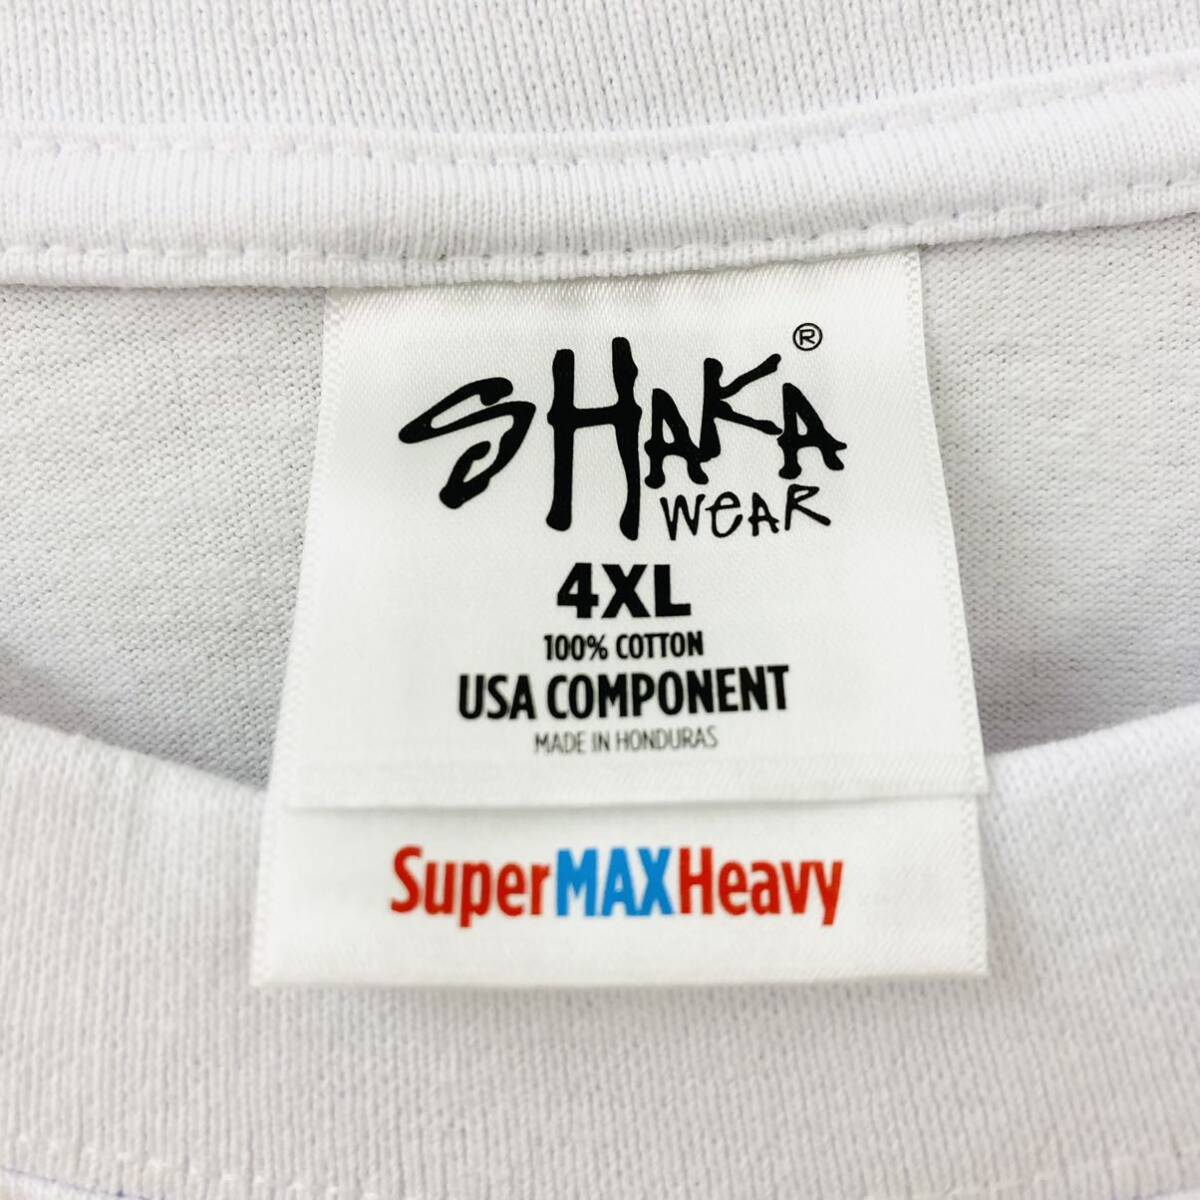 SHAKA®
WeAR
4XL
100% COTTON
USA COMPONENT
MADE IN HONDURAS
SuperMAXHeavy